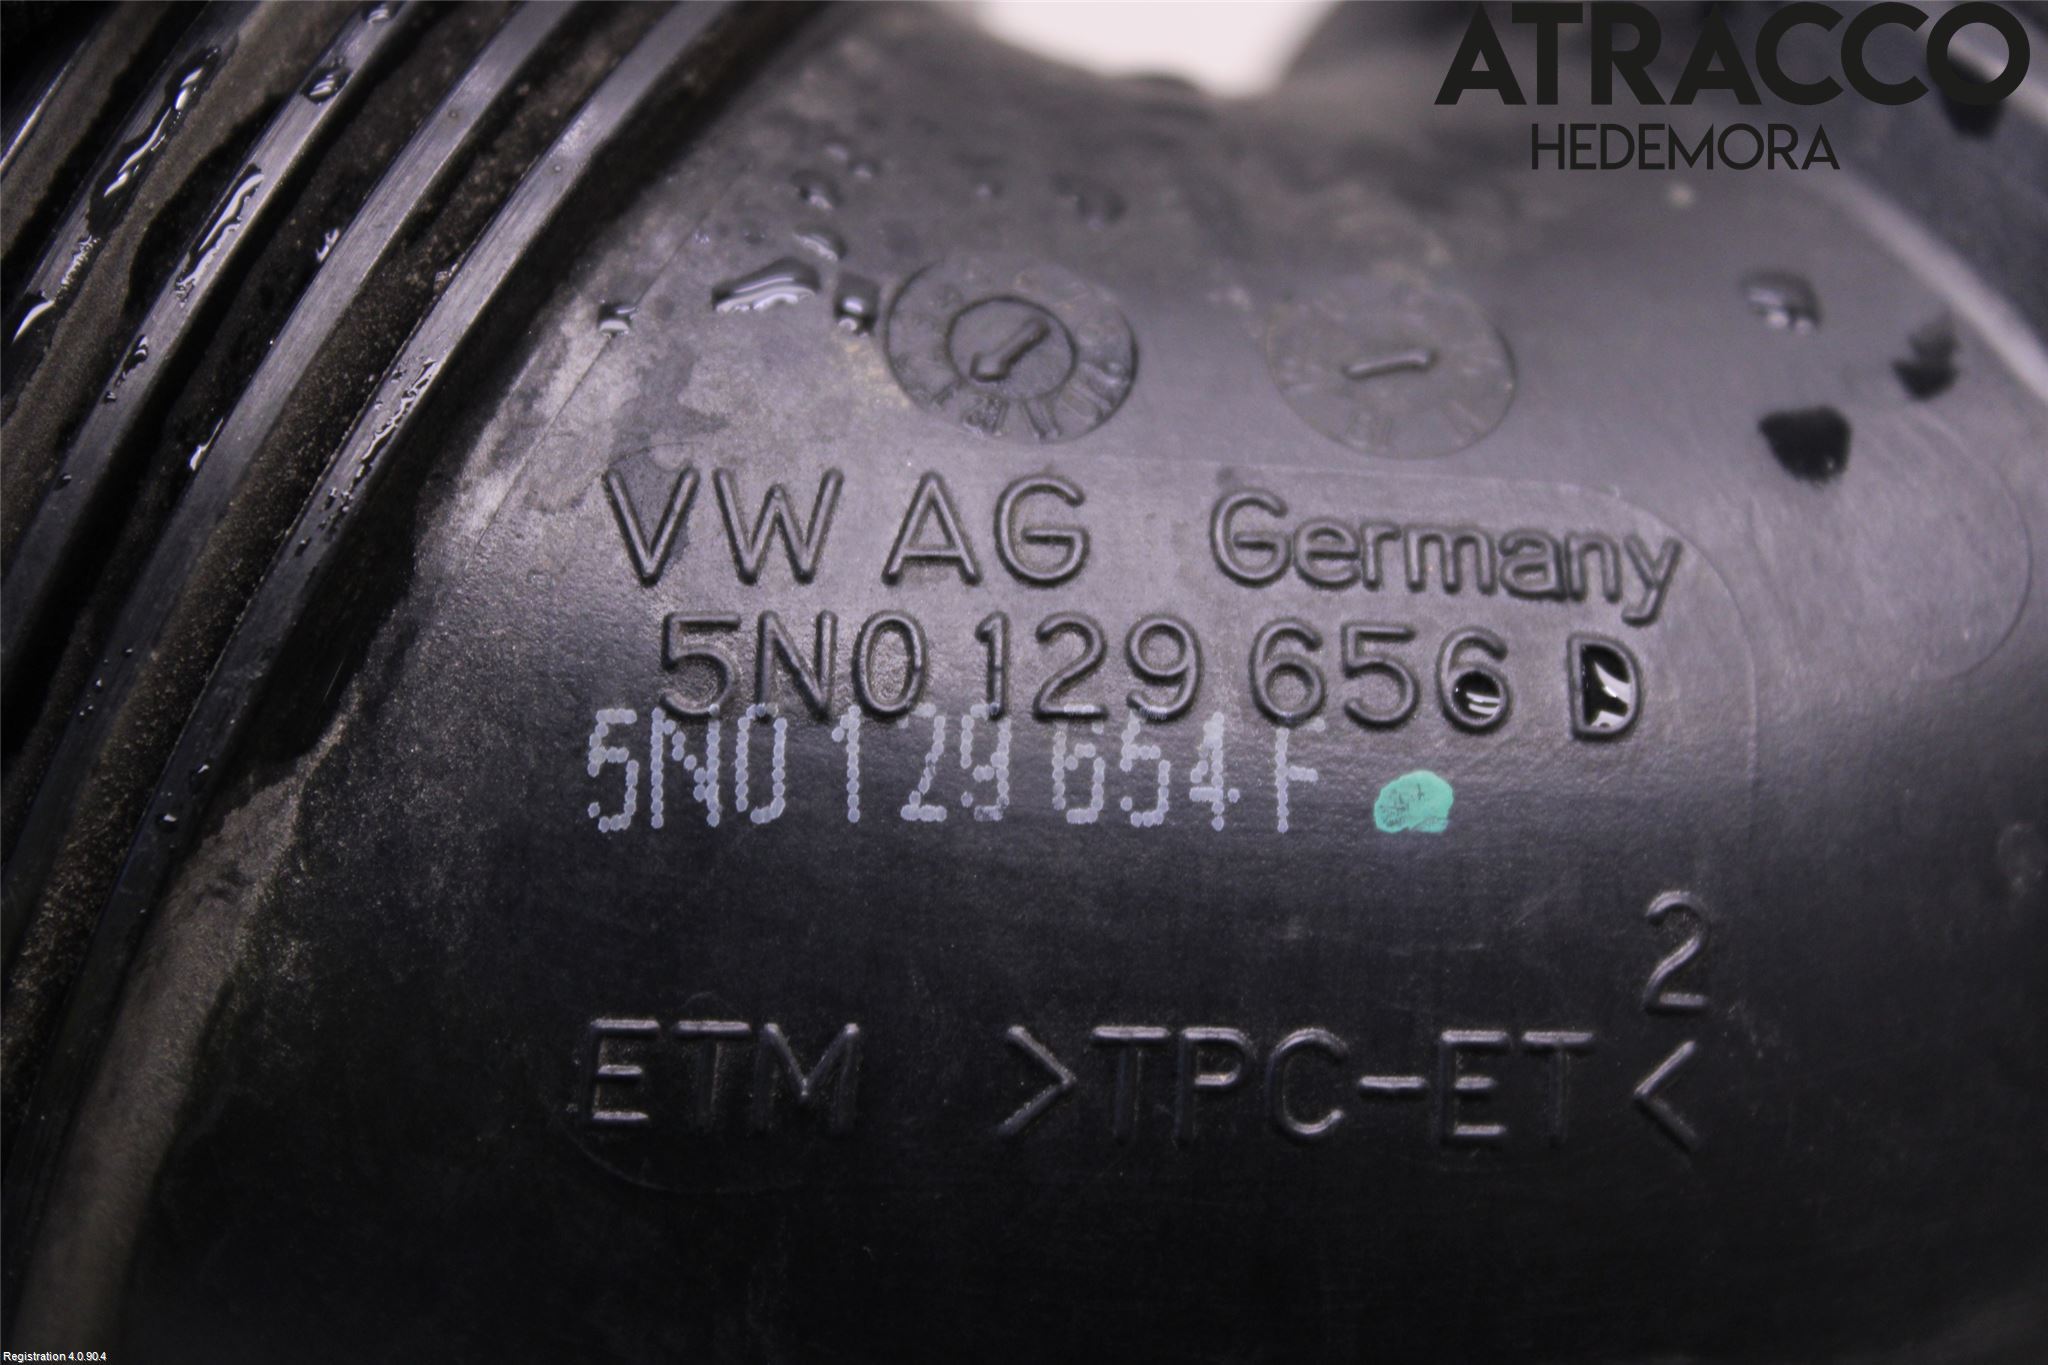 ATRACCO
HEDEMORA
VW AG Germany
5N0 129 656 D
5N0 129 654 F
2
ETM >TPC-ET<
Registration 4.0.90.4